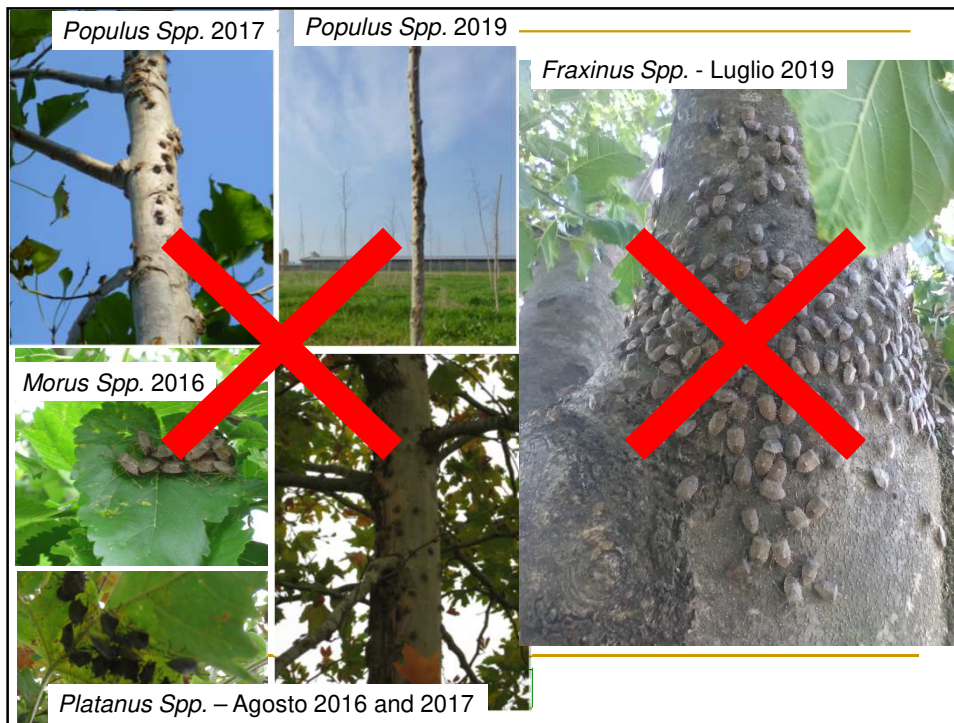 Populus Spp. 2017
Populus Spp. 2019
Fraxinus Spp. - Luglio 2019
Morus Spp. 2016
Platanus Spp. – Agosto 2016 and 2017